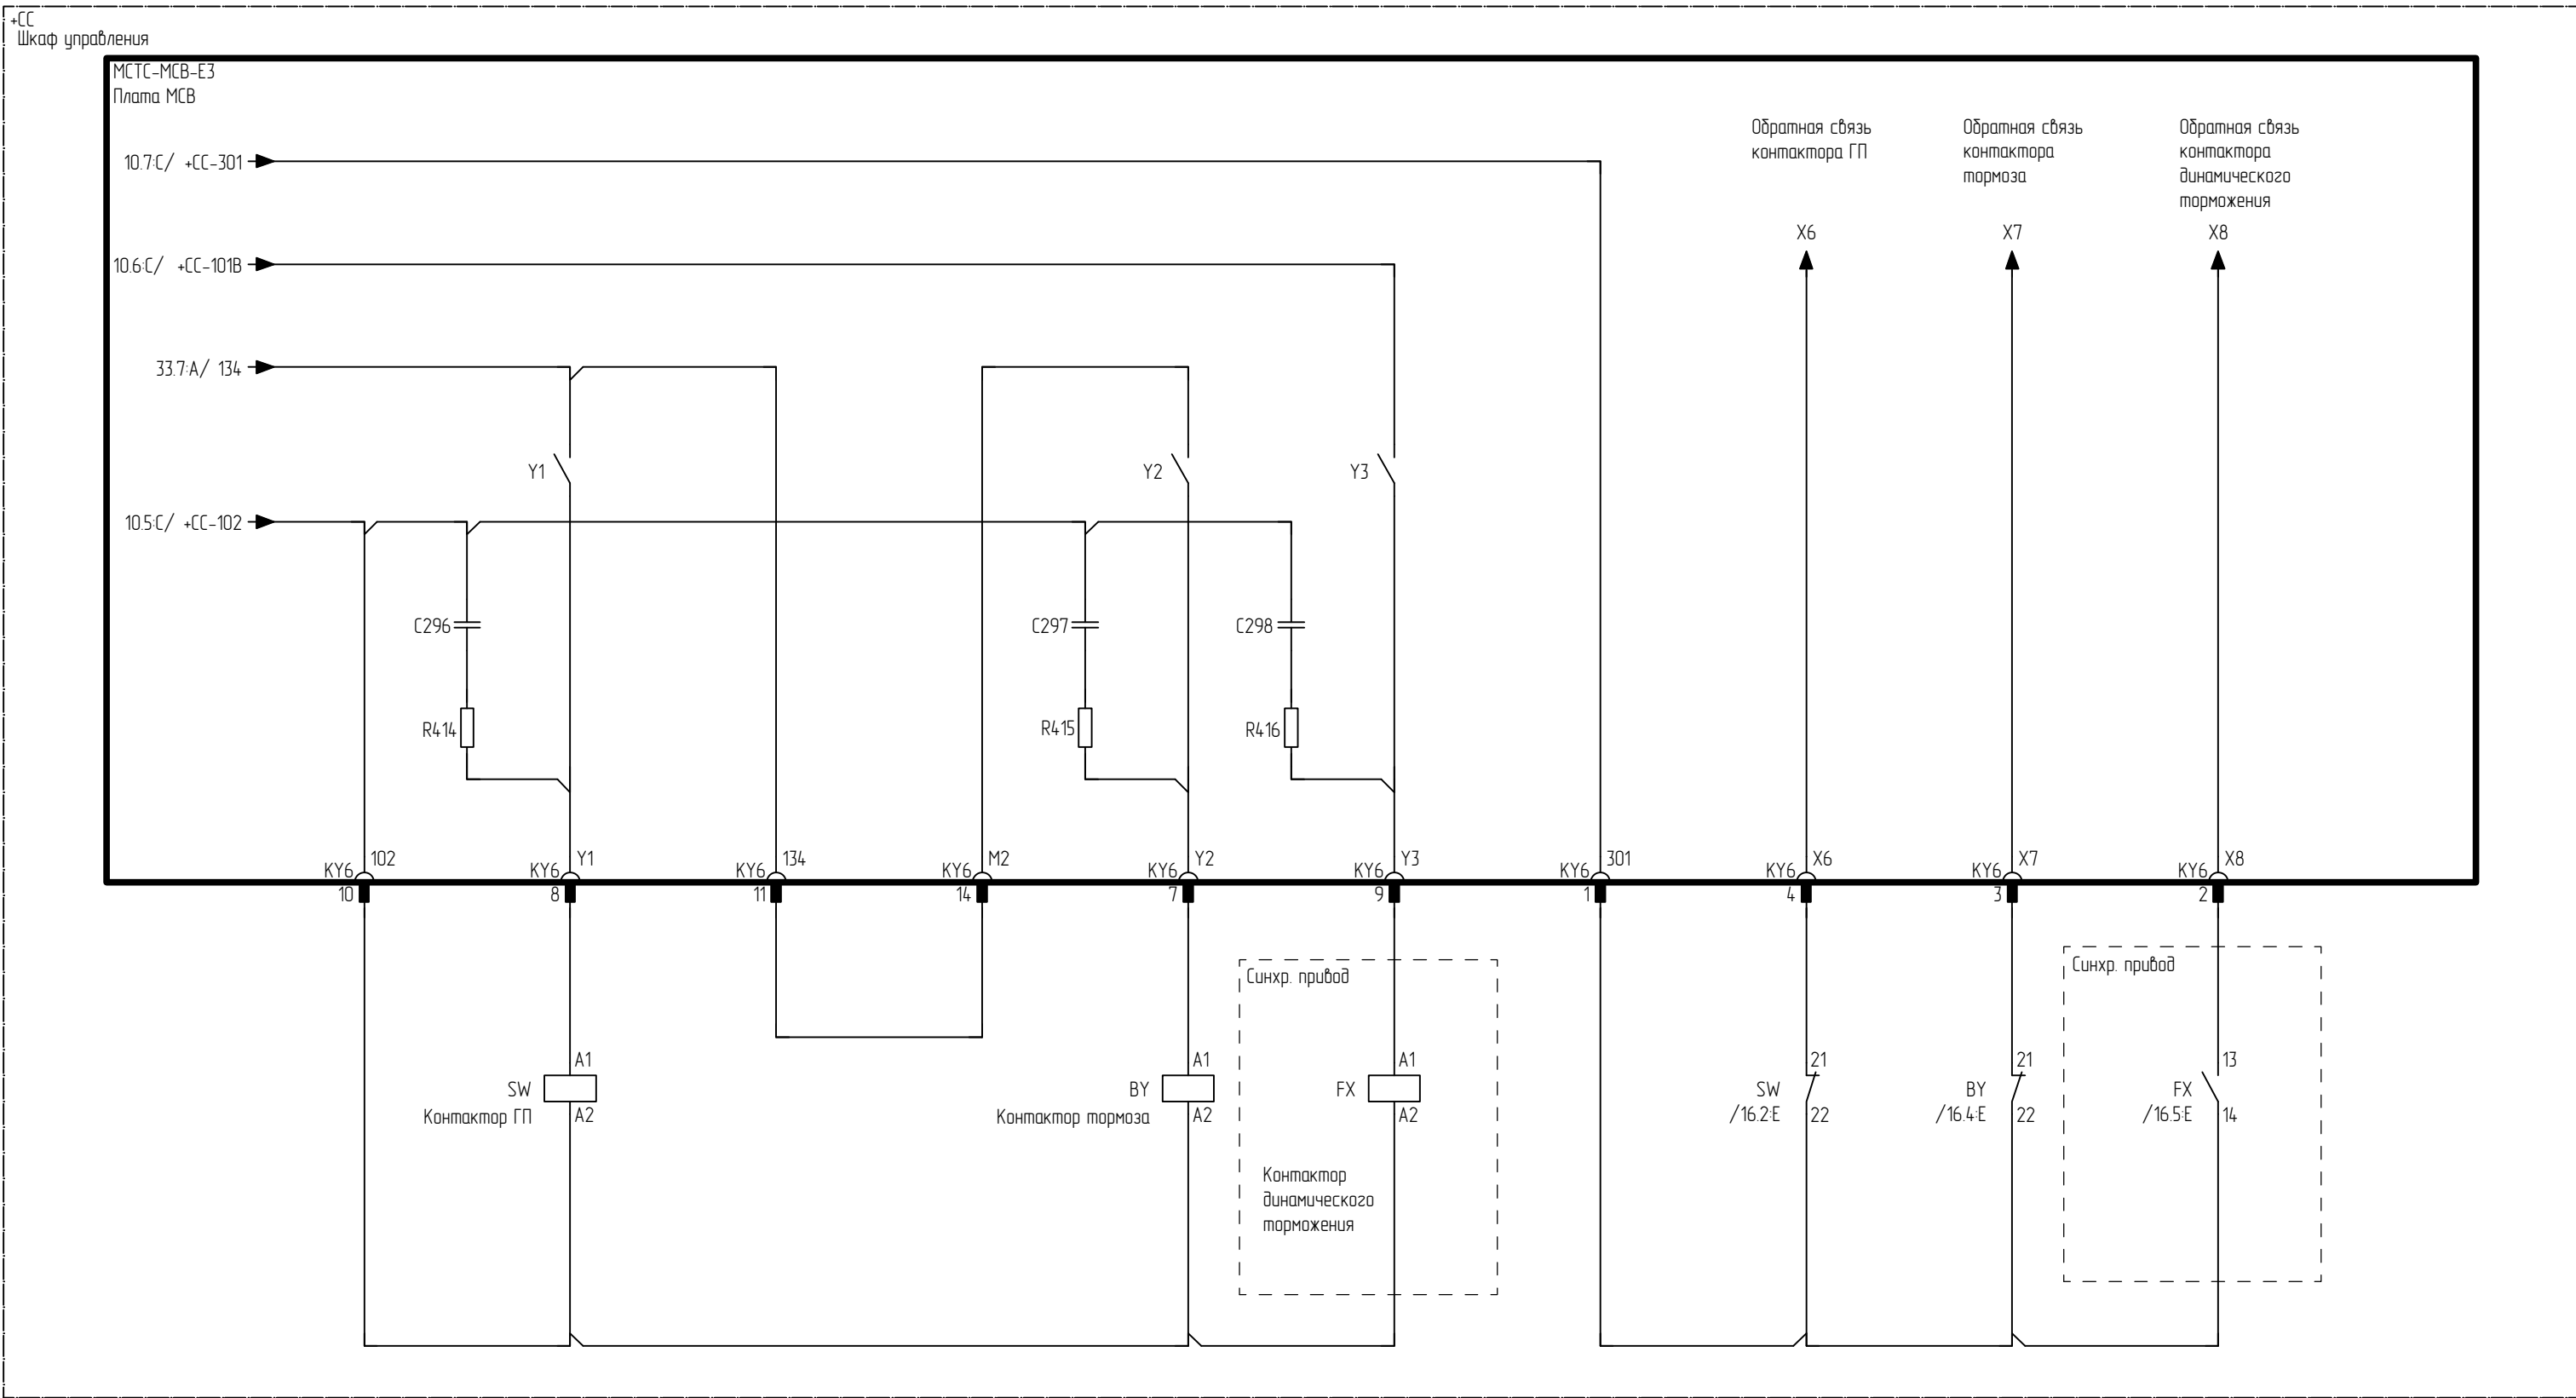 +CC
Шкаф управления
MCTC-MCB-E3
Плата МСВ
10.7:C/ +CC-301
10.6:C/ +CC-101B
33.7:A/ 134
10.5:C/ +CC-102
Обратная связь
контактора ГП
Обратная связь
контактора
тормоза
Обратная связь
контактора
динамического
торможения
X6
X7
X8
Y1
Y2
Y3
C296
C297
C298
R414
R415
R416
KY6 102
KY6 Y1
KY6 134
KY6 M2
KY6 Y2
KY6 Y3
KY6 301
KY6 X6
KY6 X7
KY6 X8
10
8
11
14
7
9
1
4
3
2
Синхр. привод
Синхр. привод
A1
SW
Контактор ГП
A2
A1
BY
Контактор тормоза
A2
A1
FX
A2
Контактор
динамического
торможения
21
SW
/16.2:E
22
21
BY
/16.4:E
22
13
FX
/16.5:E
14